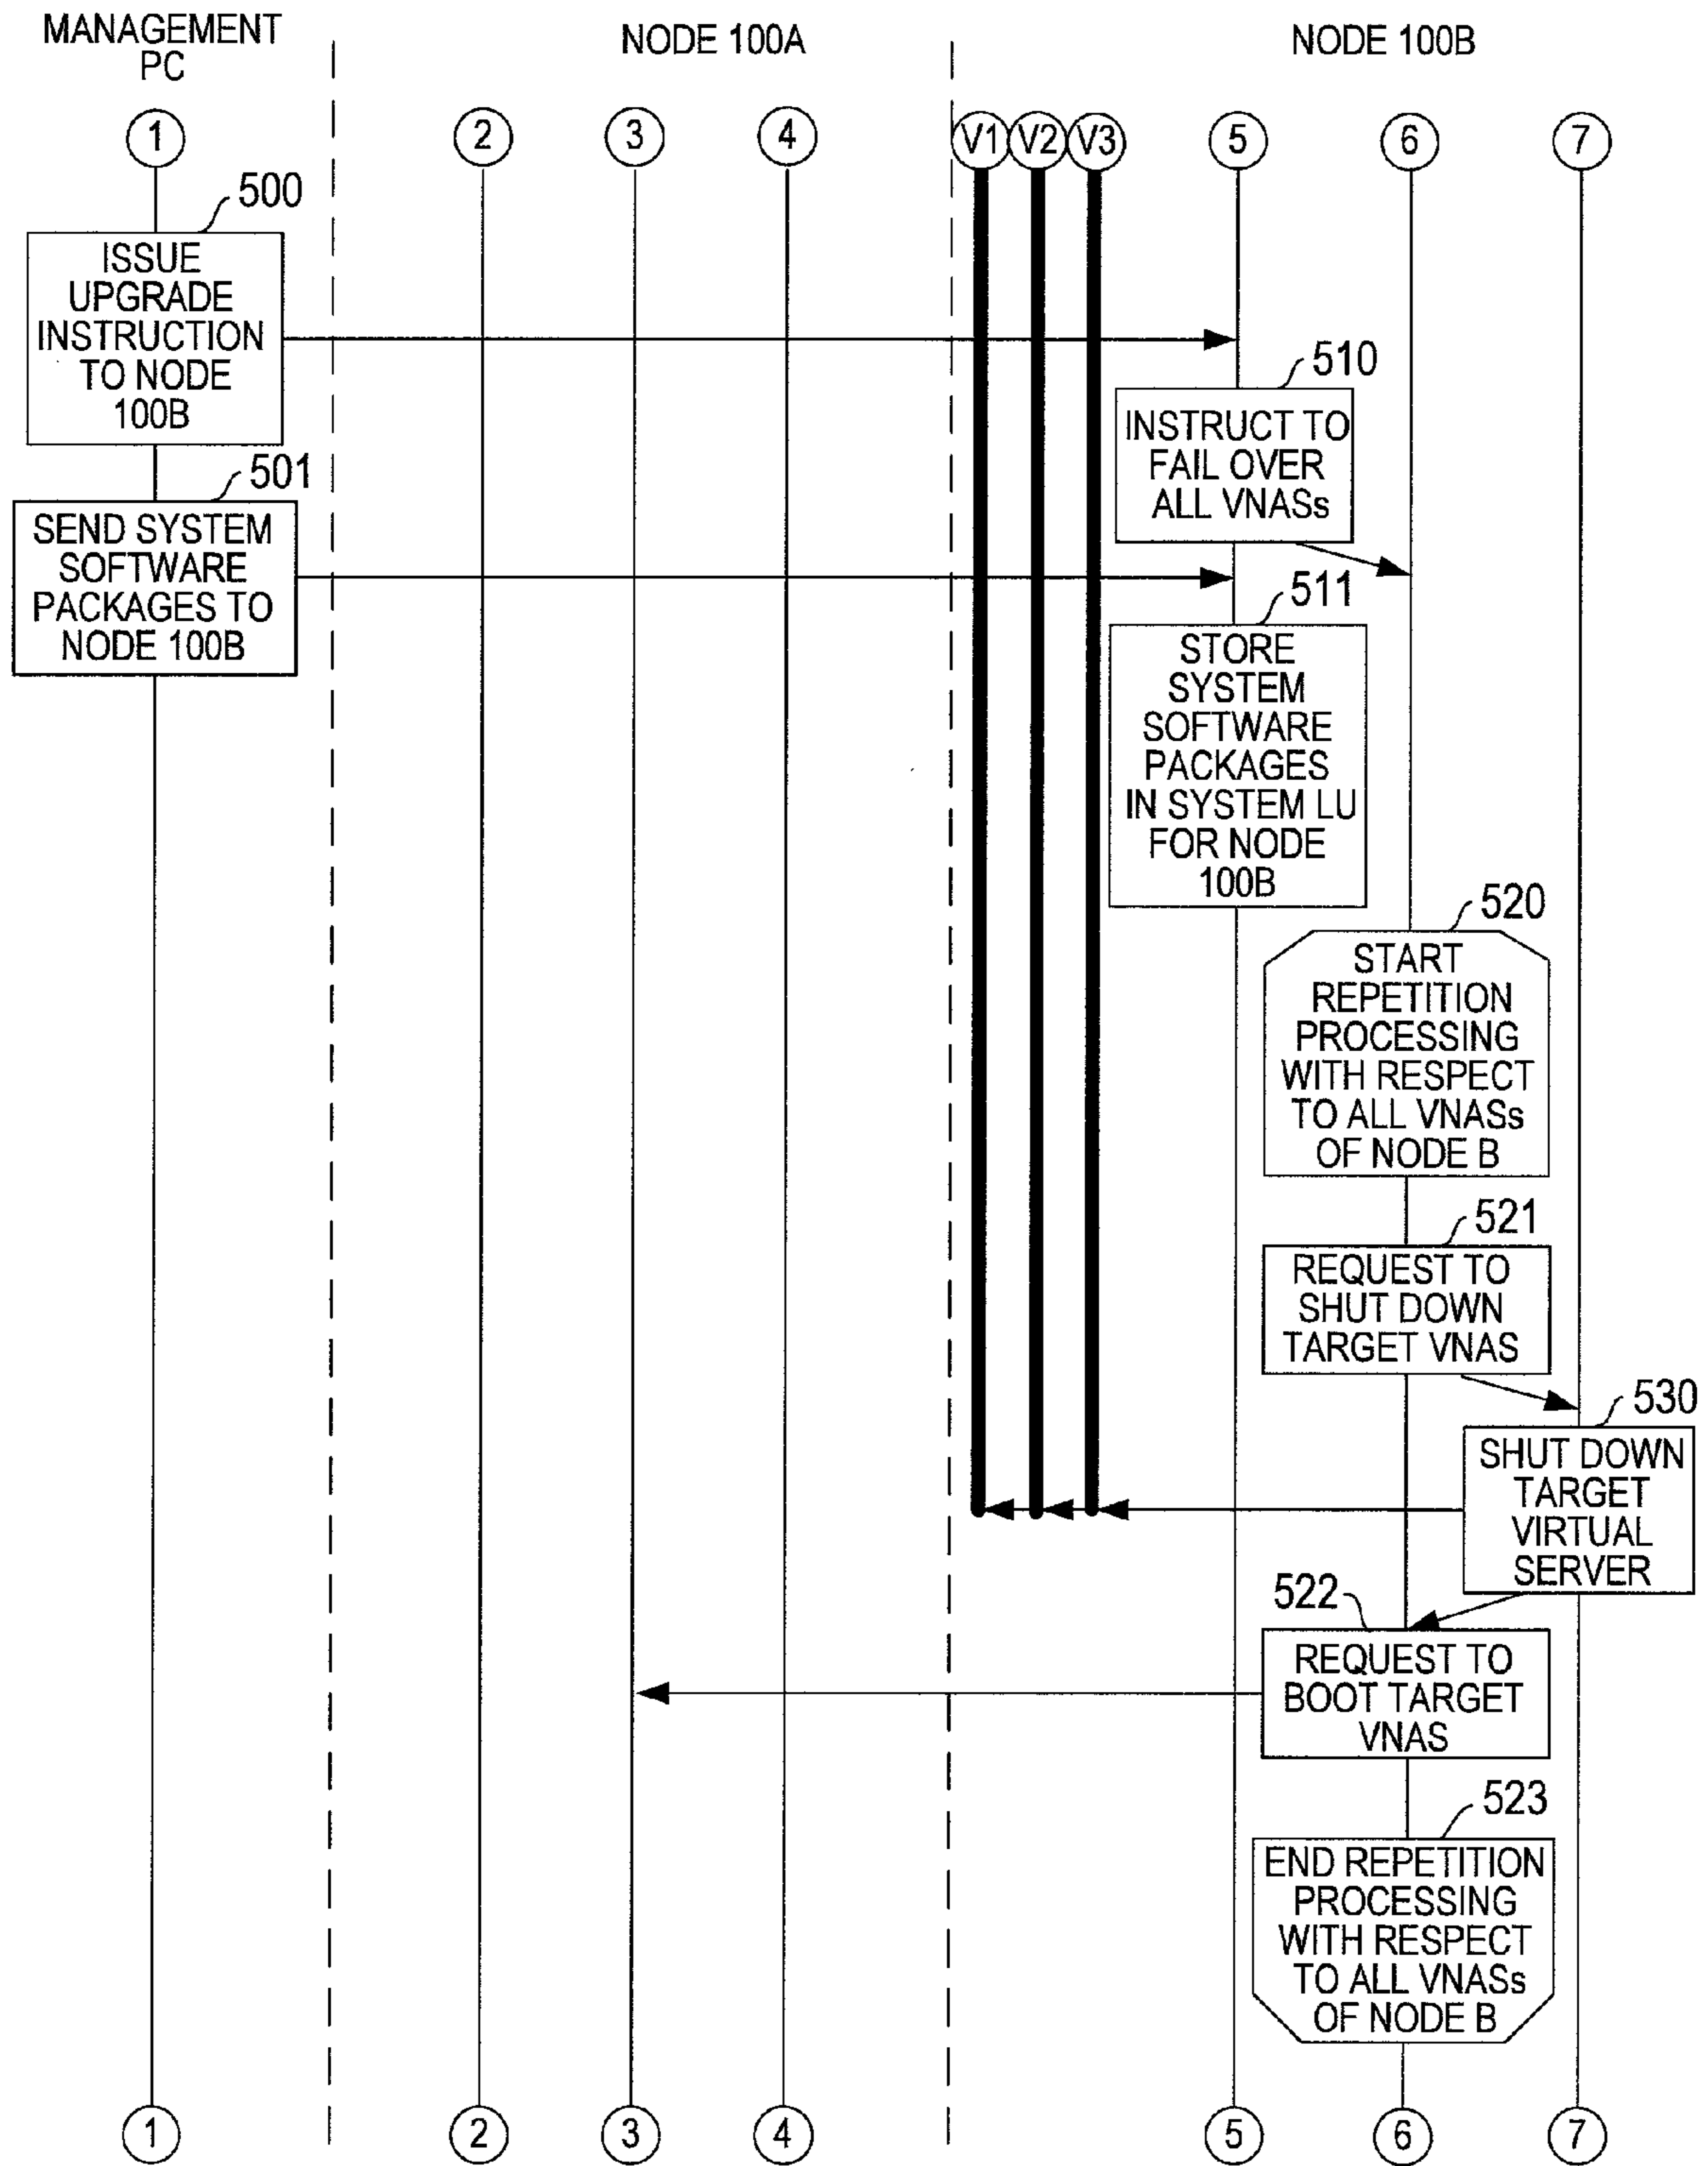 MANAGEMENT
PC
NODE 100A
NODE 100B
1
2
3
4
V1
V2
V3
5
6
7
500
ISSUE
UPGRADE
INSTRUCTION
TO NODE
100B
510
INSTRUCT TO
FAIL OVER
ALL VNASs
501
SEND SYSTEM
SOFTWARE
PACKAGES TO
NODE 100B
511
STORE
SYSTEM
SOFTWARE
PACKAGES
IN SYSTEM LU
FOR NODE
100B
520
START
REPETITION
PROCESSING
WITH RESPECT
TO ALL VNASs
OF NODE B
521
REQUEST TO
SHUT DOWN
TARGET VNAS
530
SHUT DOWN
TARGET
VIRTUAL
SERVER
522
REQUEST TO
BOOT TARGET
VNAS
523
END REPETITION
PROCESSING
WITH RESPECT
TO ALL VNASs
OF NODE B
1
2
3
4
5
6
7